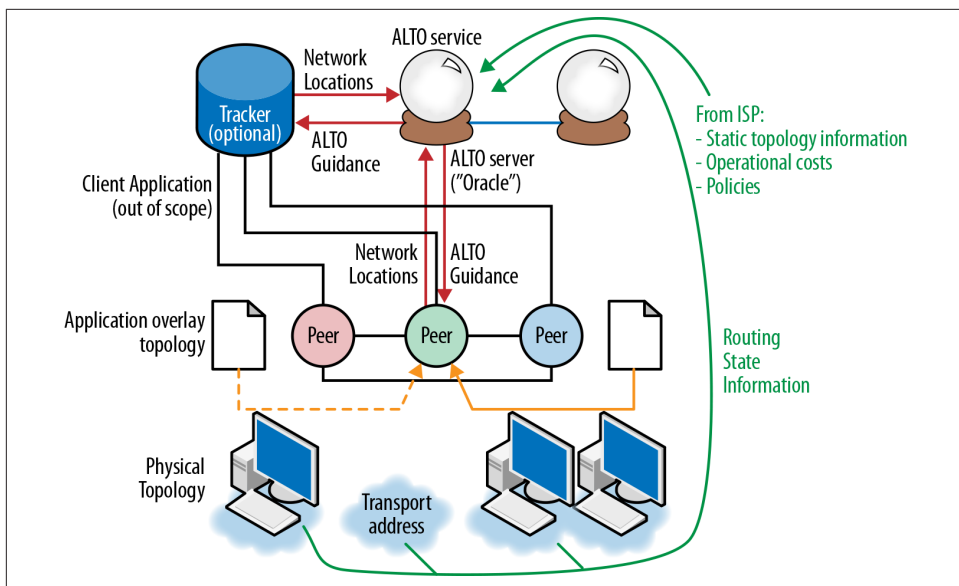 ALTO service
Network
Locations
Tracker
(optional)
ALTO
Guidance
From ISP:
- Static topology information
- Operational costs
- Policies
ALTO server
("Oracle")
Client Application
(out of scope)
Network
Locations
ALTO
Guidance
Application overlay
topology
Peer
Peer
Peer
Routing
State
Information
Physical
Topology
Transport
address